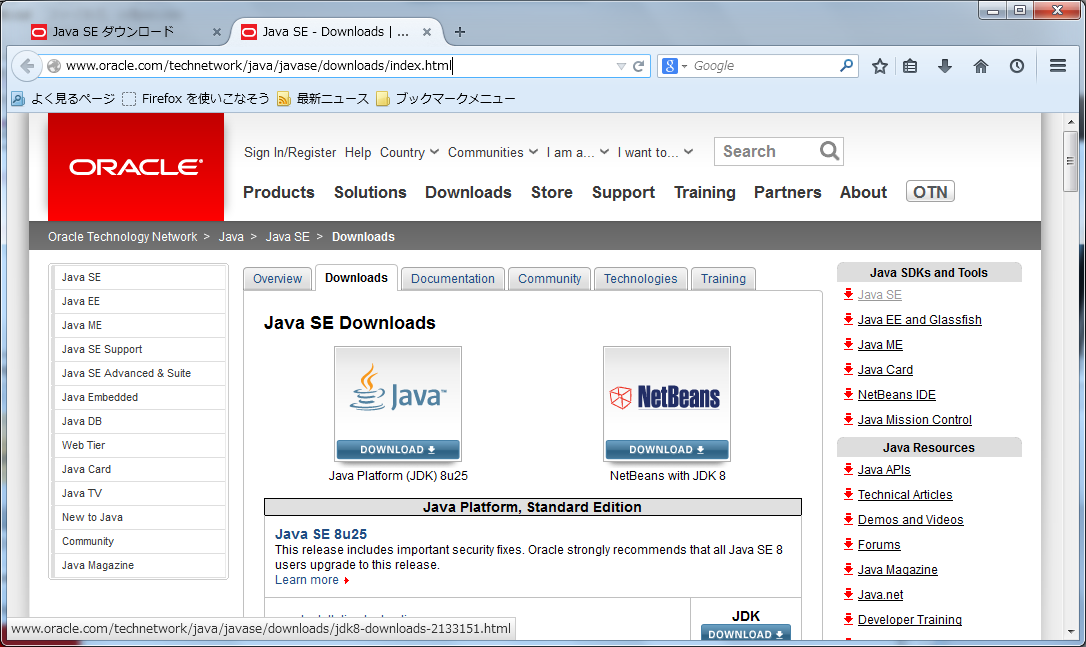 Java SE ダウンロード
Java SE - Downloads | ...
www.oracle.com/technetwork/java/javase/downloads/index.html
Google
よく見るページ Firefox を使いこなそう 最新ニュース ブックマークメニュー
ORACLE
Sign In/Register Help Country Communities I am a... I want to... Search
Products Solutions Downloads Store Support Training Partners About OTN
Oracle Technology Network > Java > Java SE > Downloads
Java SE
Java EE
Java ME
Java SE Support
Java SE Advanced & Suite
Java Embedded
Java DB
Web Tier
Java Card
Java TV
New to Java
Community
Java Magazine
Overview Downloads Documentation Community Technologies Training
Java SE Downloads
Java™
DOWNLOAD
Java Platform (JDK) 8u25
NetBeans
DOWNLOAD
NetBeans with JDK 8
Java Platform, Standard Edition
Java SE 8u25
This release includes important security fixes. Oracle strongly recommends that all Java SE 8
users upgrade to this release.
Learn more
JDK
DOWNLOAD
Java SDKs and Tools
Java SE
Java EE and Glassfish
Java ME
Java Card
NetBeans IDE
Java Mission Control
Java Resources
Java APIs
Technical Articles
Demos and Videos
Forums
Java Magazine
Java.net
Developer Training
www.oracle.com/technetwork/java/javase/downloads/jdk8-downloads-2133151.html